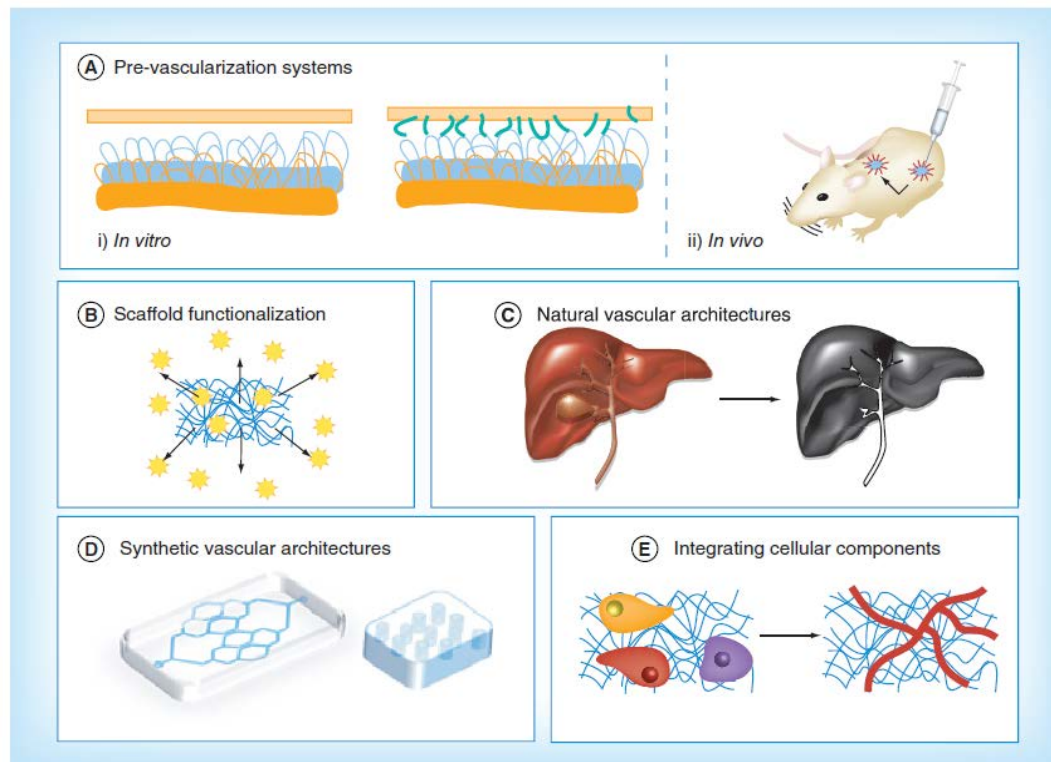 A Pre-vascularization systems
i) In vitro
ii) In vivo
B Scaffold functionalization
C Natural vascular architectures
D Synthetic vascular architectures
E Integrating cellular components